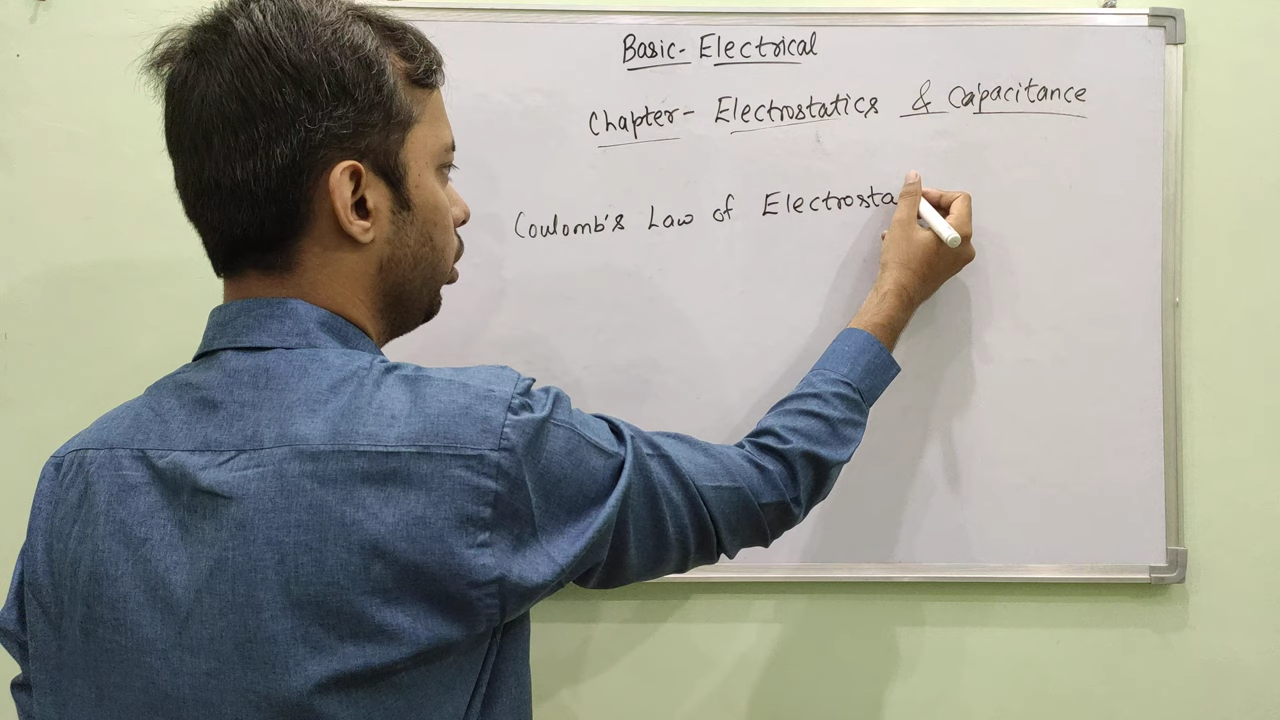 Basic- Electrical
Chapter- Electrostatics & Capacitance
Coulomb's Law of Electrosta